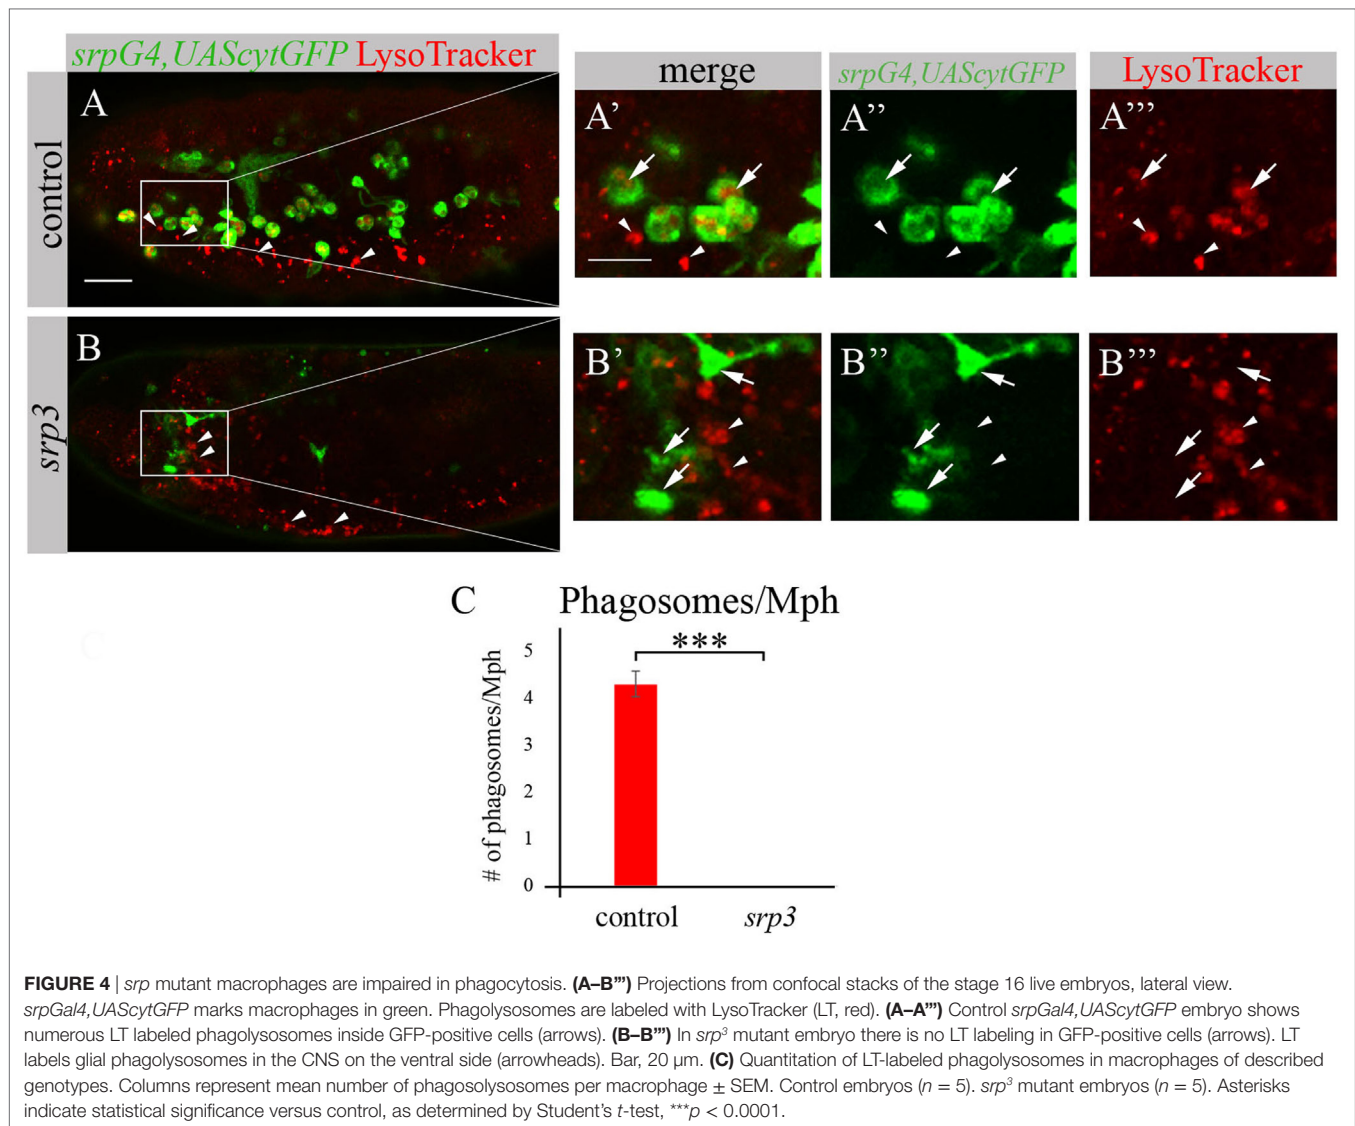 srpG4,UAScytGFP LysoTracker
merge
srpG4,UAScytGFP
LysoTracker
control
A
A’
A’’
A’’’
srp3
B
B’
B’’
B’’’
C
Phagosomes/Mph
***
# of phagosomes/Mph
5
4
3
2
1
0
control
srp3
FIGURE 4 | srp mutant macrophages are impaired in phagocytosis. (A–B’’’) Projections from confocal stacks of the stage 16 live embryos, lateral view.
srpGal4,UAScytGFP marks macrophages in green. Phagolysosomes are labeled with LysoTracker (LT, red). (A–A’’’) Control srpGal4,UAScytGFP embryo shows
numerous LT labeled phagolysosomes inside GFP-positive cells (arrows). (B–B’’’) In srp³ mutant embryo there is no LT labeling in GFP-positive cells (arrows). LT
labels glial phagolysosomes in the CNS on the ventral side (arrowheads). Bar, 20 µm. (C) Quantitation of LT-labeled phagolysosomes in macrophages of described
genotypes. Columns represent mean number of phagosolysosomes per macrophage ± SEM. Control embryos (n = 5). srp³ mutant embryos (n = 5). Asterisks
indicate statistical significance versus control, as determined by Student’s t-test, ***p < 0.0001.